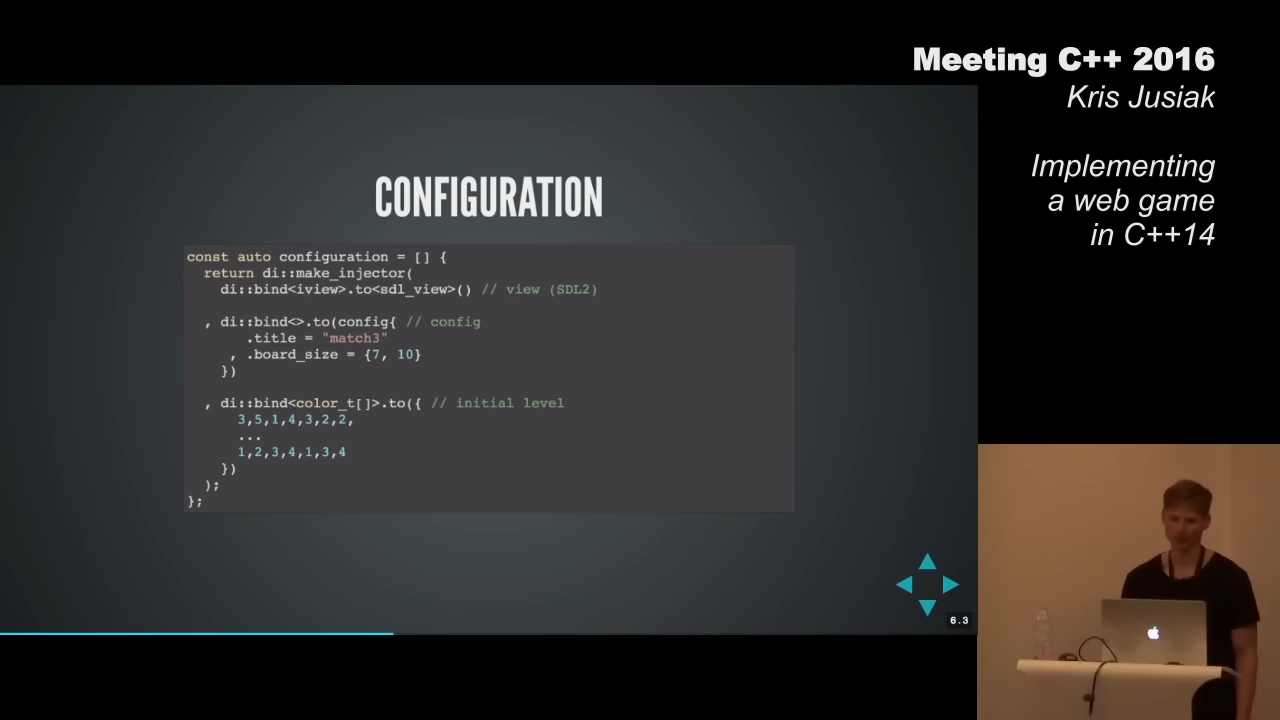 Meeting C++ 2016
Kris Jusiak
Implementing
a web game
in C++14
CONFIGURATION
const auto configuration = [] {
return di::make_injector(
di::bind<iview>.to<sdl_view>() // view (SDL2)
, di::bind<>.to(config{ // config
.title = "match3"
, .board_size = {7, 10}
})
, di::bind<color_t[]>.to({ // initial level
3,5,1,4,3,2,2,
...
1,2,3,4,1,3,4
})
);
};
6.3